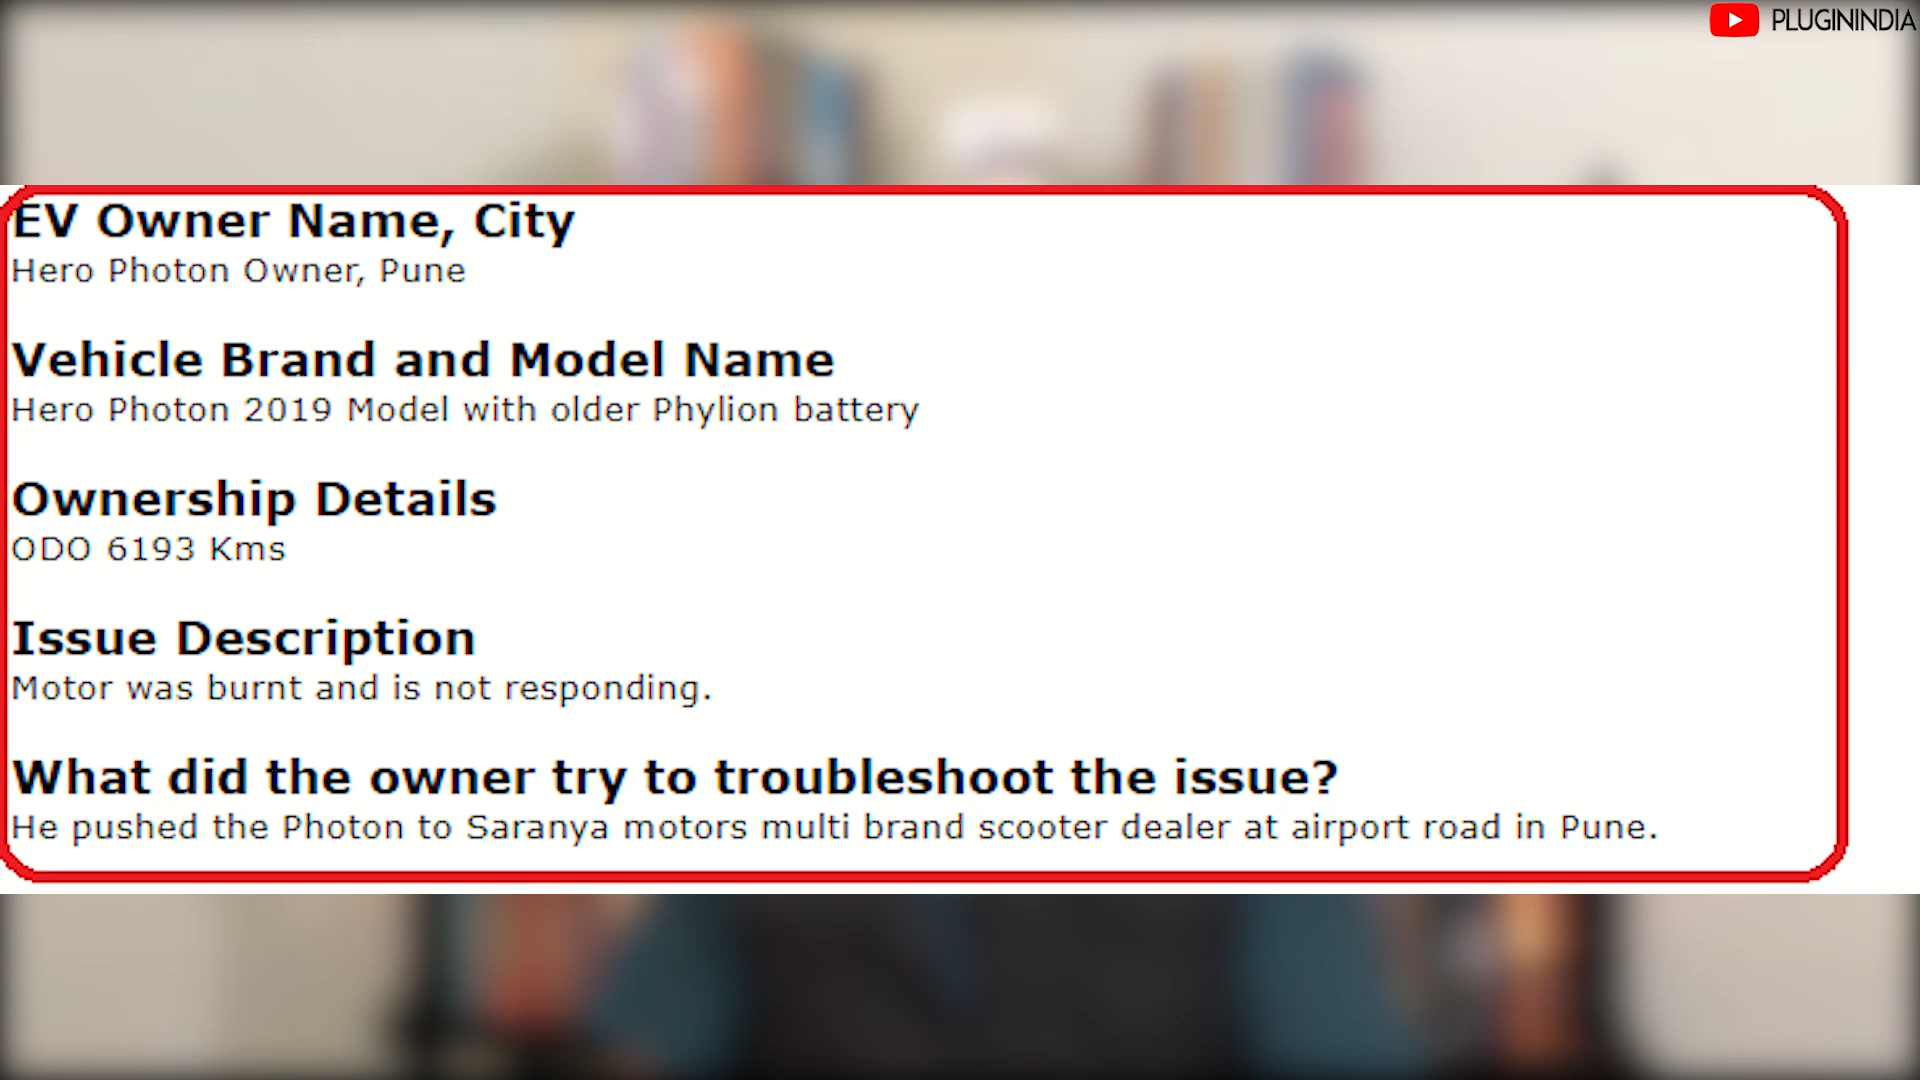 PLUGININDIA
EV Owner Name, City
Hero Photon Owner, Pune
Vehicle Brand and Model Name
Hero Photon 2019 Model with older Phylion battery
Ownership Details
ODO 6193 Kms
Issue Description
Motor was burnt and is not responding.
What did the owner try to troubleshoot the issue?
He pushed the Photon to Saranya motors multi brand scooter dealer at airport road in Pune.